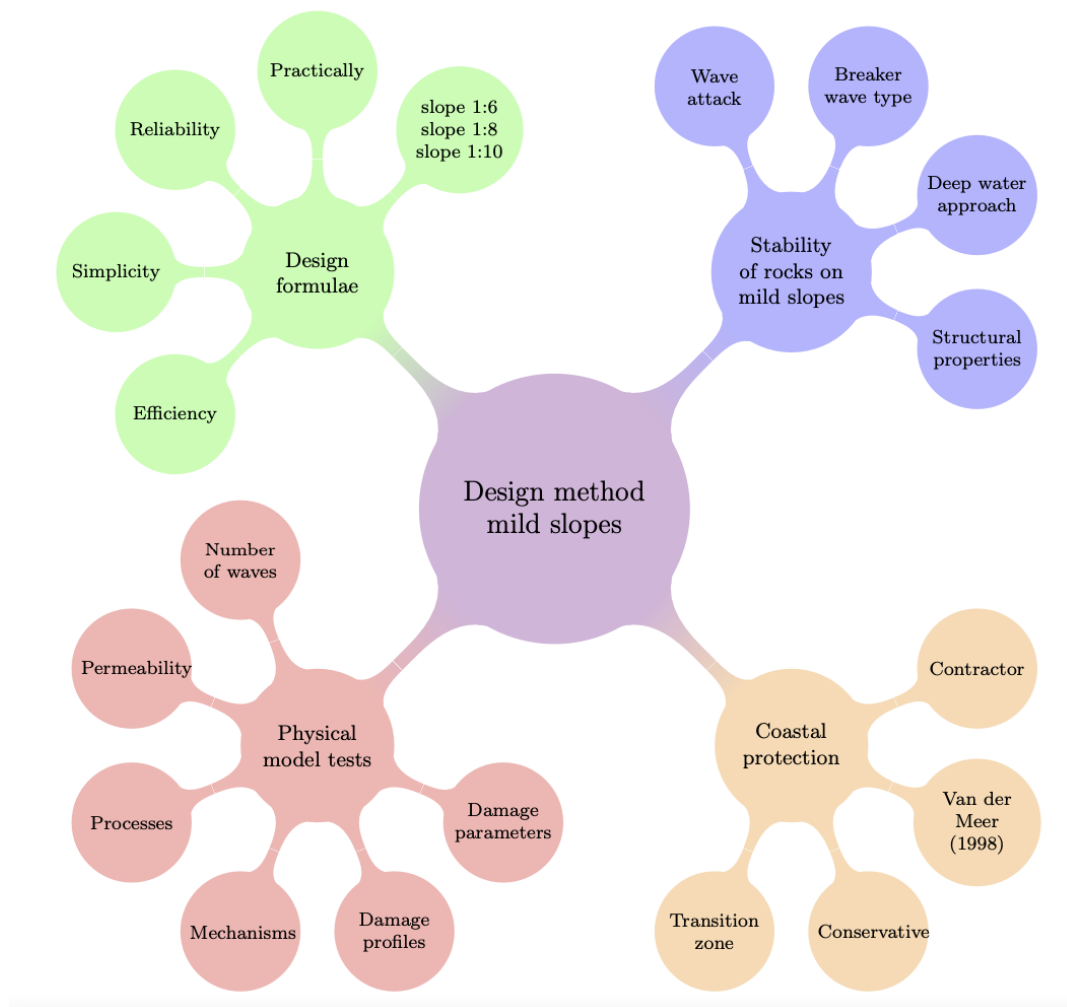 Practically
Reliability
slope 1:6
slope 1:8
slope 1:10
Simplicity
Design
formulae
Efficiency
Wave
attack
Breaker
wave type
Deep water
approach
Stability
of rocks on
mild slopes
Structural
properties
Design method
mild slopes
Number
of waves
Permeability
Physical
model tests
Processes
Damage
parameters
Mechanisms
Damage
profiles
Contractor
Coastal
protection
Van der
Meer
(1998)
Transition
zone
Conservative